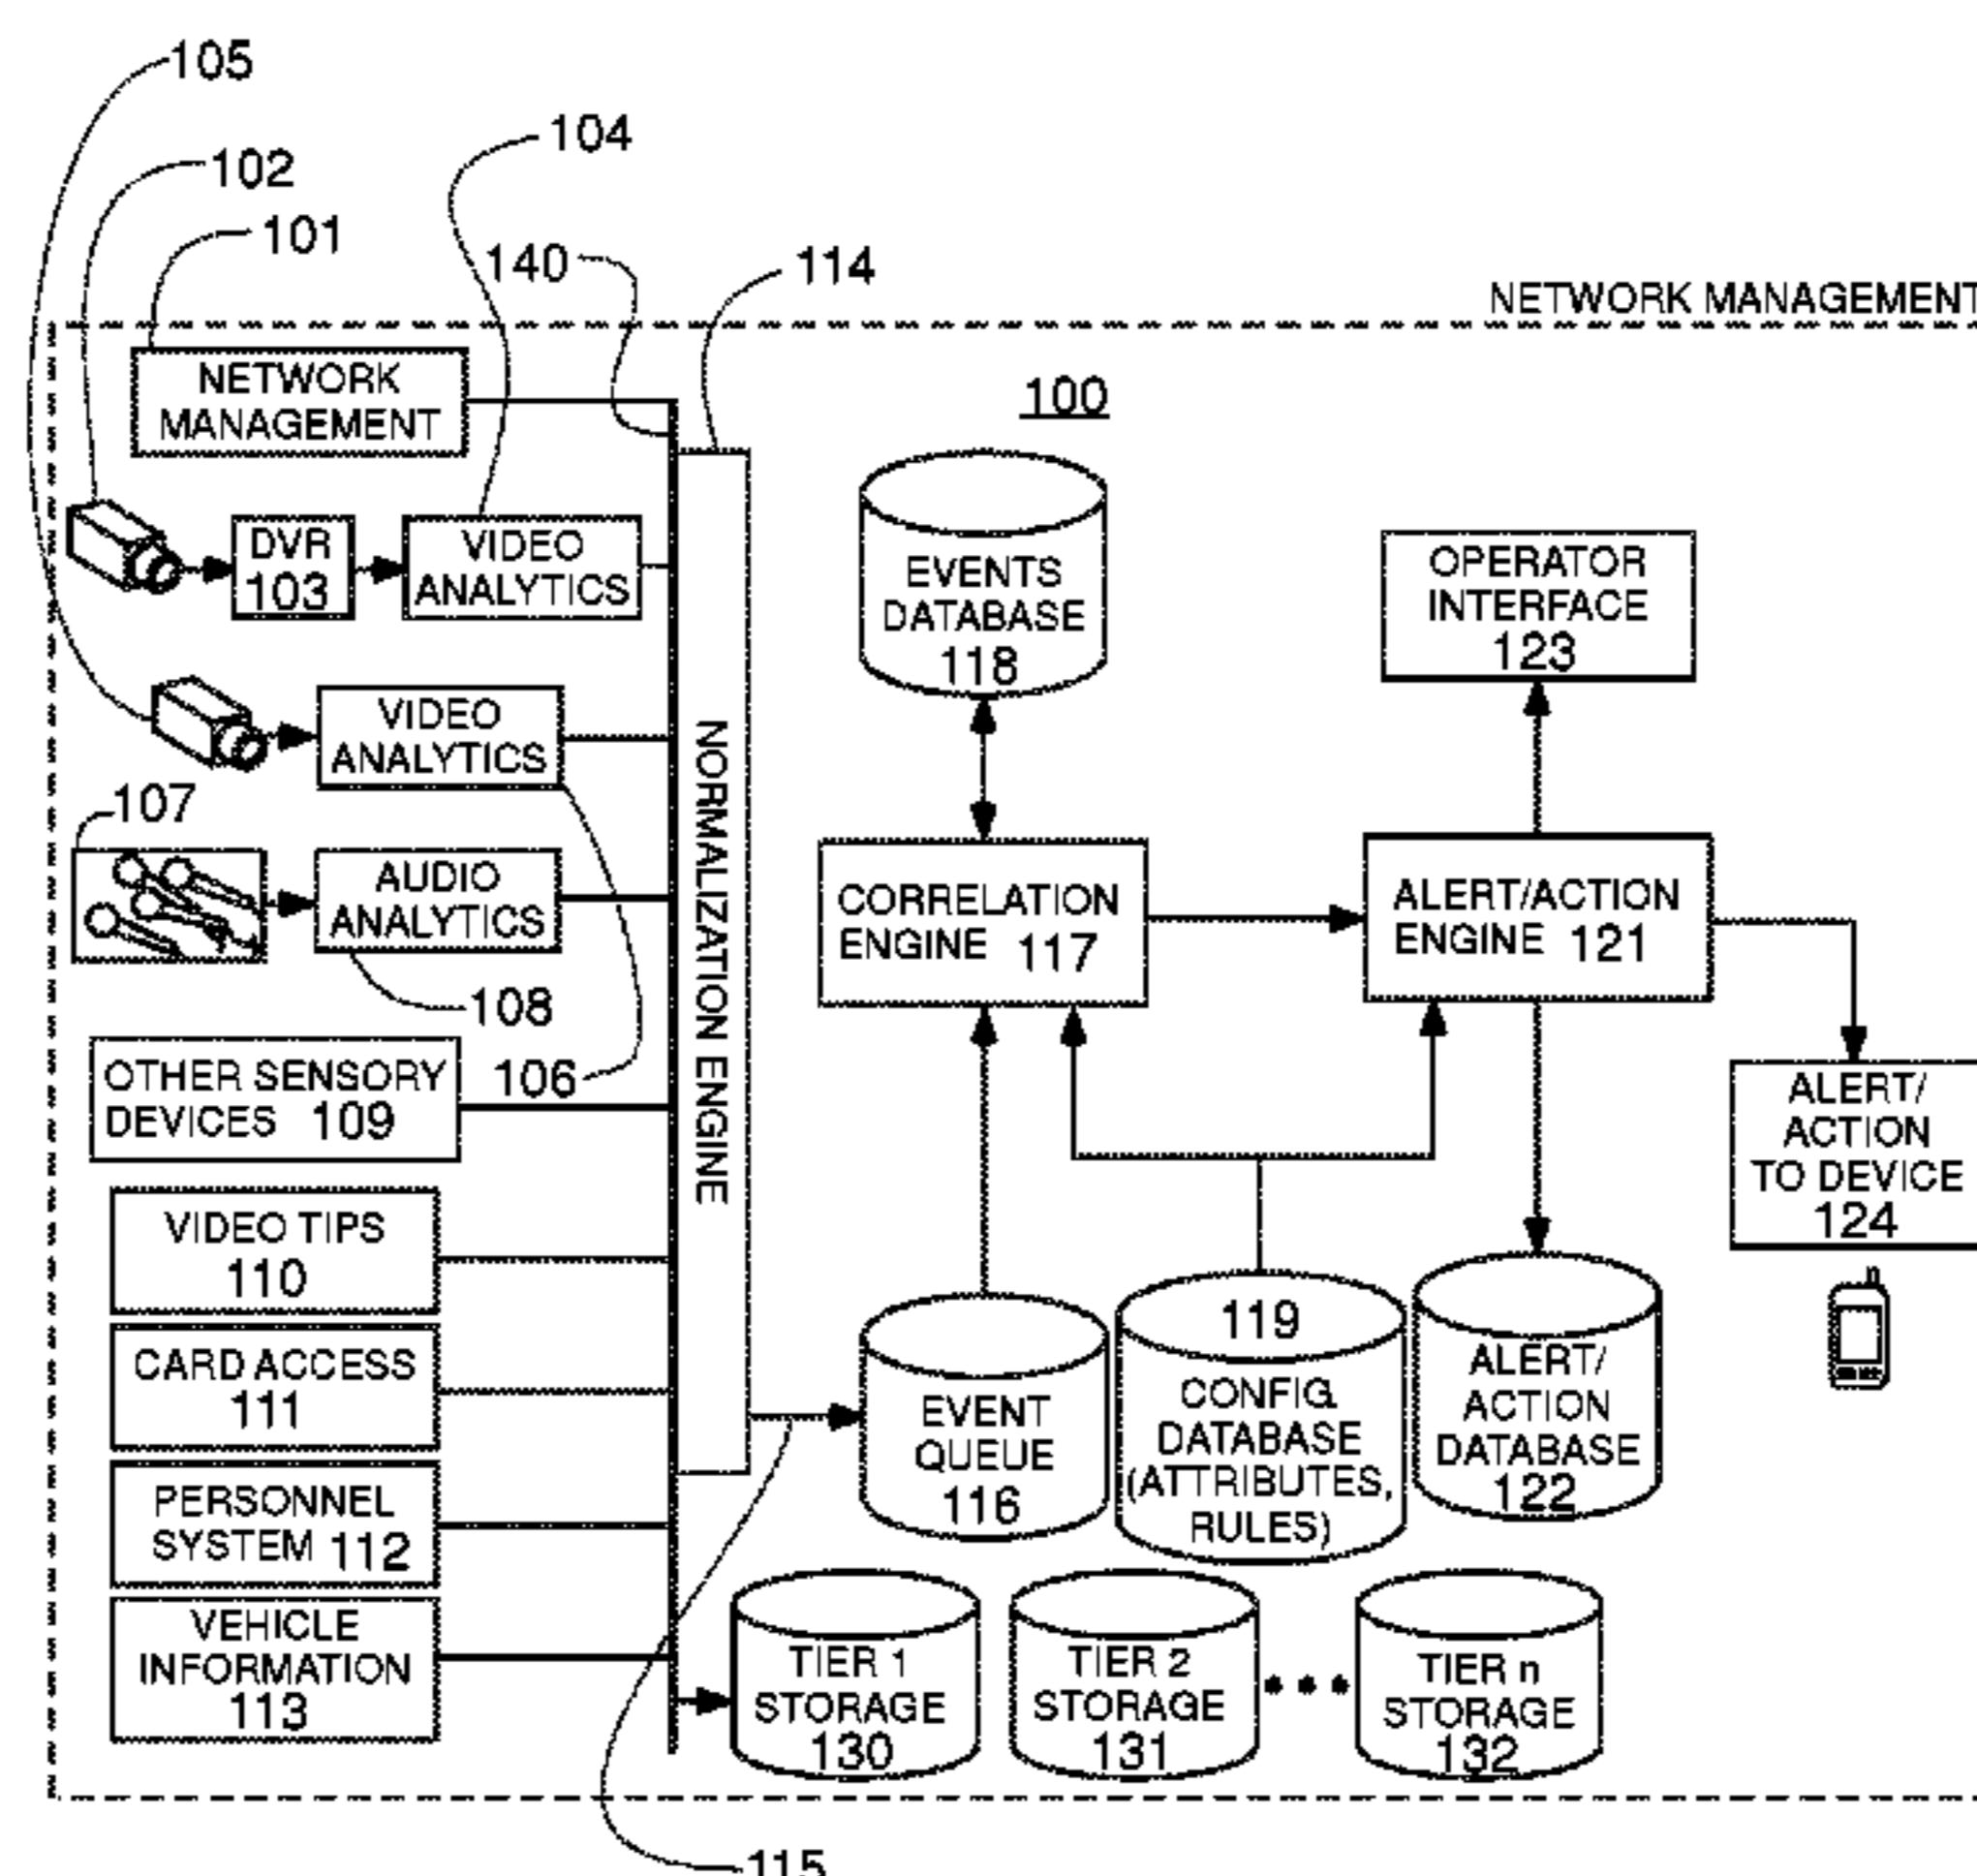 105
104
102
101
140
114
NETWORK MANAGEMENT
NETWORK
MANAGEMENT
100
DVR
103
VIDEO
ANALYTICS
EVENTS
DATABASE
118
OPERATOR
INTERFACE
123
VIDEO
ANALYTICS
107
NORMALIZATION ENGINE
AUDIO
ANALYTICS
CORRELATION
ENGINE 117
ALERT/ACTION
ENGINE 121
108
OTHER SENSORY
DEVICES 109
106
ALERT/
ACTION
TO DEVICE
124
VIDEO TIPS
110
CARD ACCESS
111
EVENT
QUEUE
116
119
CONFIG.
DATABASE
(ATTRIBUTES,
RULES)
ALERT/
ACTION
DATABASE
122
PERSONNEL
SYSTEM 112
VEHICLE
INFORMATION
113
TIER 1
STORAGE
130
TIER 2
STORAGE
131
TIER n
STORAGE
132
115